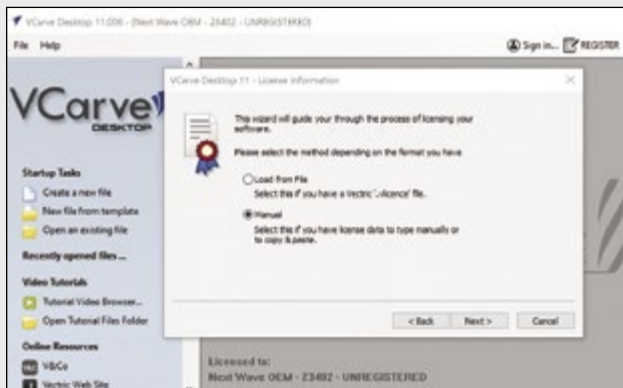 VCarve Desktop 11.006 - (Next Wave OEM - 23402 - UNREGISTERED)
File Help
Sign in... REGISTER
VCarve
DESKTOP
Startup Tasks
Create a new file
New file from template
Open an existing file
Recently opened files ...
Video Tutorials
Tutorial Video Browser...
Open Tutorial Files Folder
Online Resources
V&Co
Vectric Web Site
VCarve Desktop 11 - License Information
This wizard will guide your through the process of licensing your
software.
Please select the method depending on the format you have
Load from File
Select this if you have a Vectric '.vlicence' file.
Manual
Select this if you have license data to type manually or
to copy & paste.
< Back Next > Cancel
Licensed to:
Next Wave OEM - 23402 - UNREGISTERED